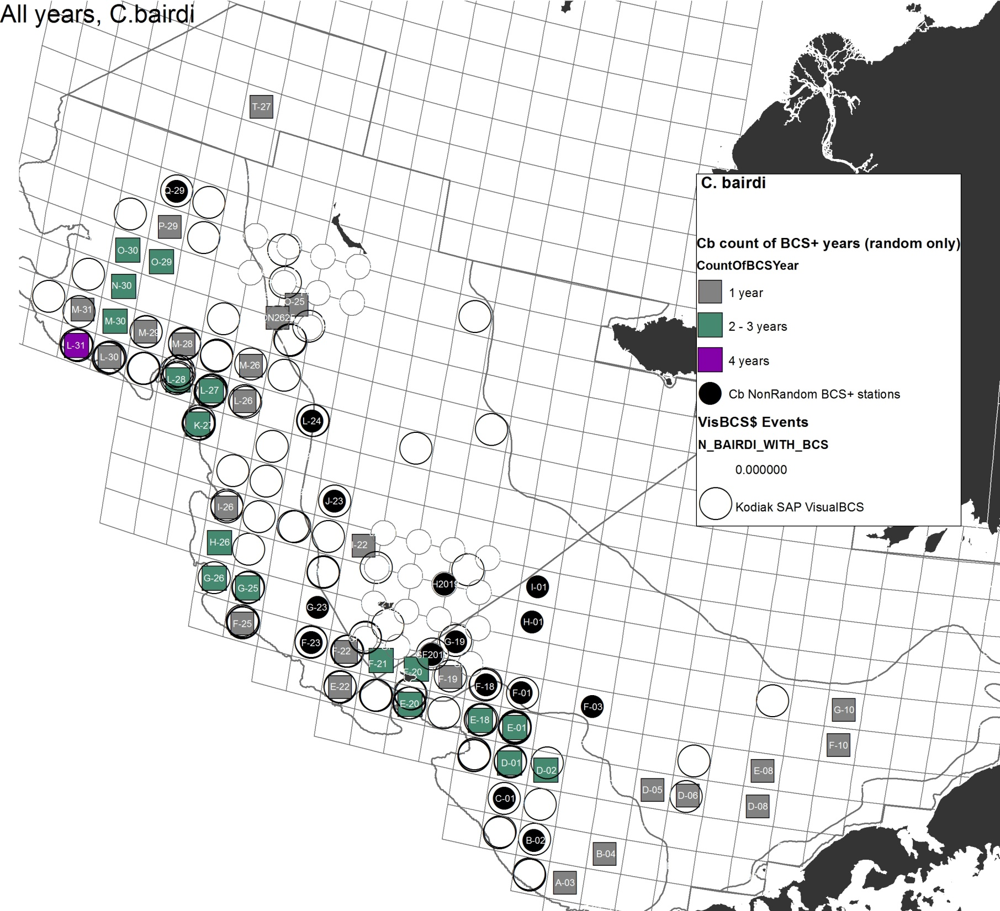 All years, C.bairdi
T-27
Q-29
P-29
O-30
O-29
N-30
O-25
M-31
M-30
M-29
M-28
L-31
L-30
M-26
L-28
L-27
L-26
K-27
L-24
I-26
J-23
H-26
I-22
G-26
G-25
F-25
G-23
I-01
H-01
F-23
F-22
F-21
G-19
F-19
E-22
F-18
F-01
F-03
E-20
E-18
E-01
D-01
D-02
C-01
B-02
G-10
F-10
E-08
D-05
D-06
D-08
B-04
A-03
C. bairdi
Cb count of BCS+ years (random only)
CountOfBCSYear
1 year
2 - 3 years
4 years
Cb NonRandom BCS+ stations
VisBCS$ Events
N_BAIRDI_WITH_BCS
0.000000
Kodiak SAP VisualBCS